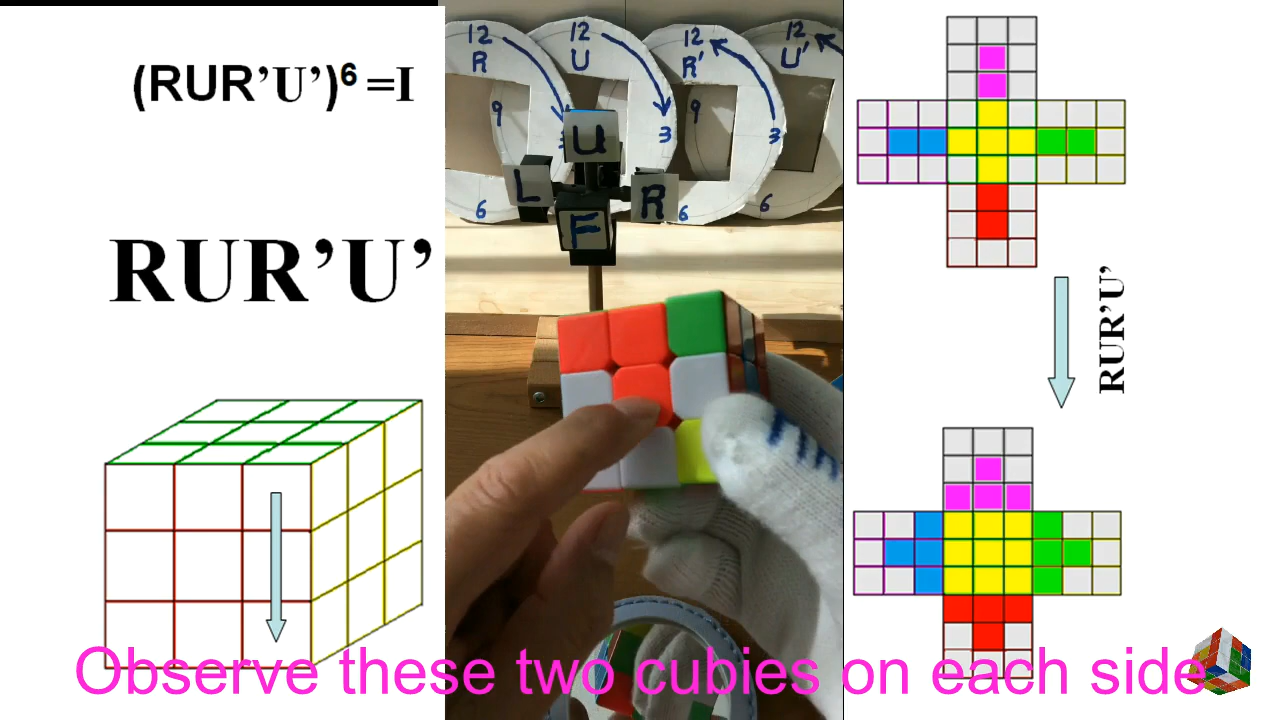 (RUR’U’)⁶ =I
RUR’U’
12
R
9
6
12
U
3
12
R′
9
3
6
12
U′
6
U
L
R
F
RUR’U’
Observe these two cubies on each side